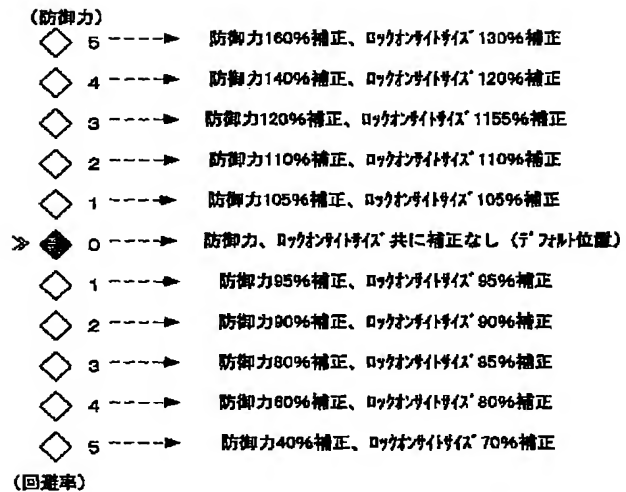 (防御力)
5 防御力160%補正、ロックオンサイトサイズ130%補正
4 防御力140%補正、ロックオンサイトサイズ120%補正
3 防御力120%補正、ロックオンサイトサイズ1155%補正
2 防御力110%補正、ロックオンサイトサイズ110%補正
1 防御力105%補正、ロックオンサイトサイズ105%補正
≫ 0 防御力、ロックオンサイトサイズ共に補正なし(デフォルト位置)
1 防御力95%補正、ロックオンサイトサイズ95%補正
2 防御力90%補正、ロックオンサイトサイズ90%補正
3 防御力80%補正、ロックオンサイトサイズ85%補正
4 防御力60%補正、ロックオンサイトサイズ80%補正
5 防御力40%補正、ロックオンサイトサイズ70%補正
(回避率)